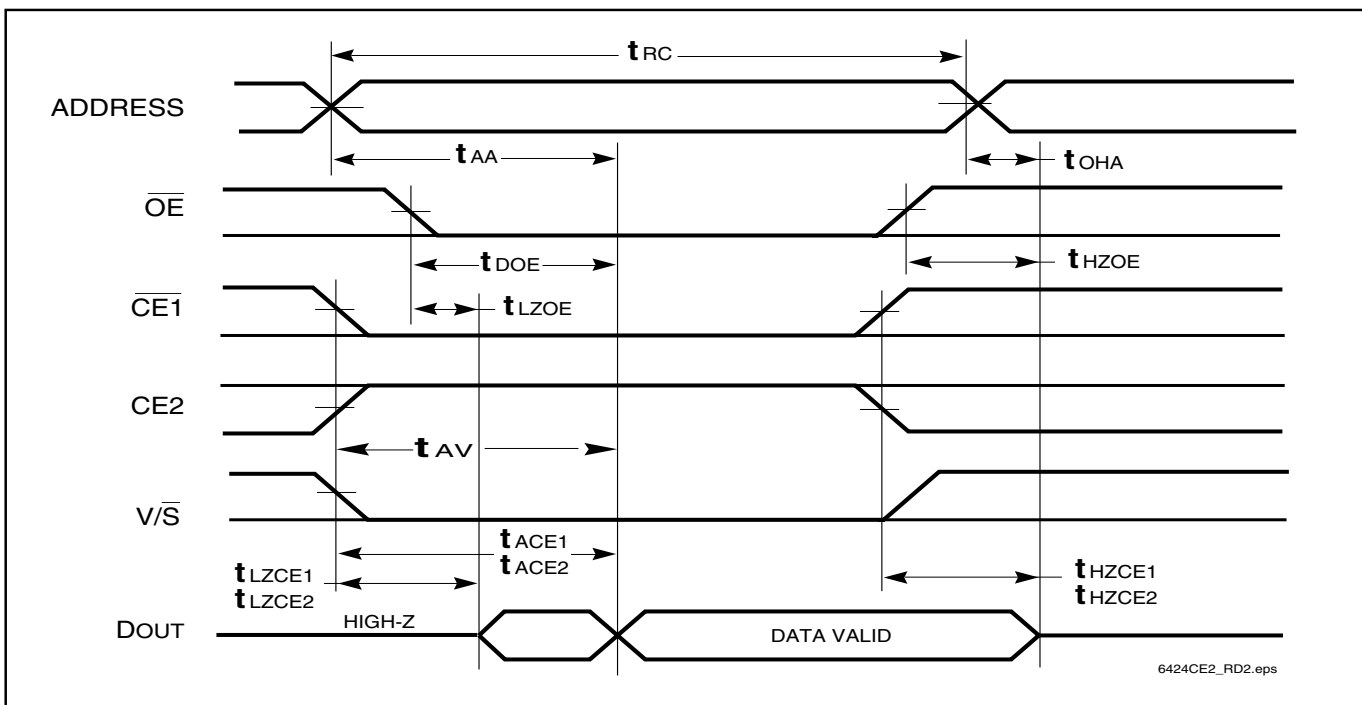 tRC
ADDRESS
tAA
tOHA
OE
tDOE
tHZOE
CE1
tLZOE
CE2
tAV
V/S
tACE1
tACE2
tLZCE1
tLZCE2
tHZCE1
tHZCE2
DOUT
HIGH-Z
DATA VALID
6424CE2_RD2.eps